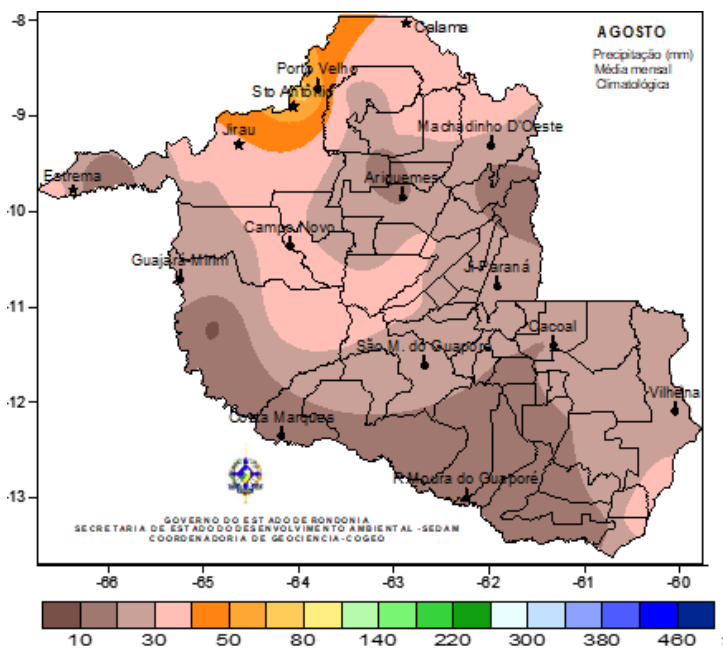 -8
AGOSTO
Calama
Precipitação (mm)
Média mensal
Climatológica
Porto Velho
Sto Antônio
-9
Jirau
Machadinho D'Oeste
Estrema
Ariquemes
-10
Campo Novo
Guajará-Mirim
Ji-Paraná
-11
Cacoal
São M. do Guaporé
Vilhena
-12
Costa Marques
R.Moura do Guaporé
-13
GOVERNO DO ESTADO DE RONDONIA
SECRETARIA DE ESTADO DO DESENVOLVIMENTO AMBIENTAL -SEDAM
COORDENADORIA DE GEOCIENCIA-COGEO
-66 -65 -64 -63 -62 -61 -60
10 30 50 80 140 220 300 380 460